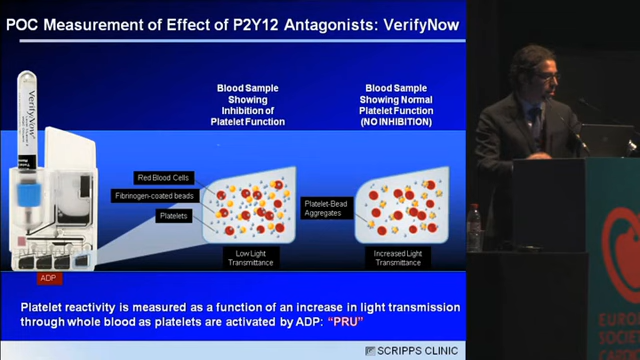 POC Measurement of Effect of P2Y12 Antagonists: VerifyNow
Blood Sample
Showing
Inhibition of
Platelet Function
Blood Sample
Showing Normal
Platelet Function
(NO INHIBITION)
VerifyNow
Red Blood Cells
Fibrinogen-coated beads
Platelets
Platelet-Bead
Aggregates
Low Light
Transmittance
Increased Light
Transmittance
ADP
Platelet reactivity is measured as a function of an increase in light transmission
through whole blood as platelets are activated by ADP: “PRU”
SCRIPPS CLINIC
EURO
SOCIE
CARD